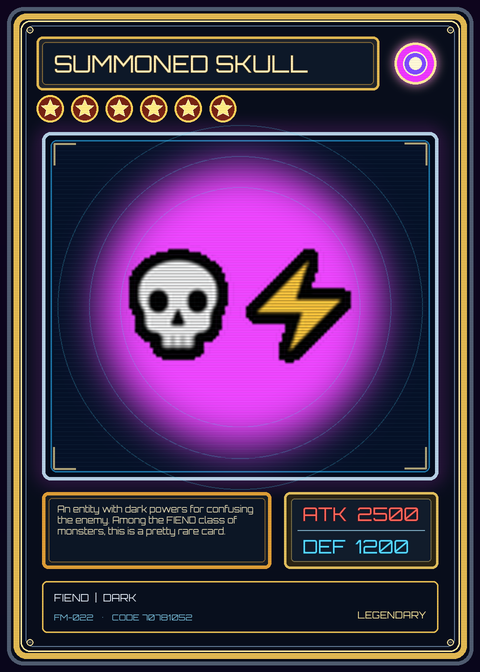 SUMMONED SKULL
An entity with dark powers for confusing
the enemy. Among the FIEND class of
monsters, this is a pretty rare card.
ATK 2500
DEF 1200
FIEND | DARK
FM-022 · CODE 70781052
LEGENDARY